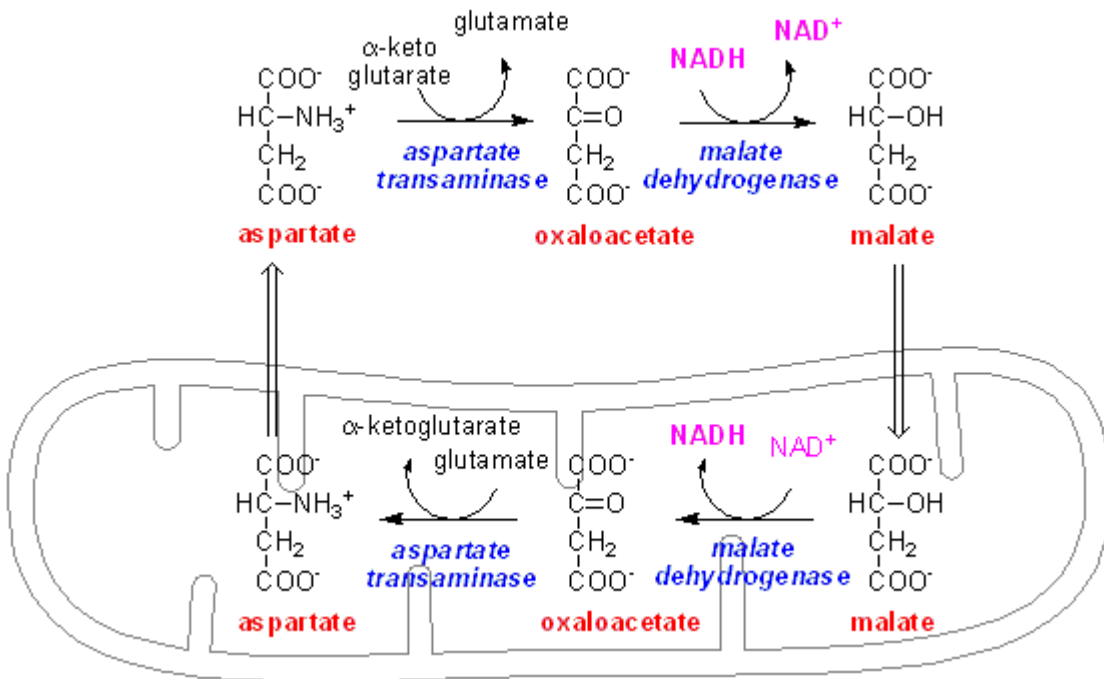 glutamate
α-keto
glutarate
NADH
NAD⁺
COO⁻
HC–NH₃⁺
CH₂
COO⁻
aspartate
aspartate
transaminase
COO⁻
C=O
CH₂
COO⁻
oxaloacetate
malate
dehydrogenase
COO⁻
HC–OH
CH₂
COO⁻
malate
α-ketoglutarate
glutamate
NADH
NAD⁺
COO⁻
HC–NH₃⁺
CH₂
COO⁻
aspartate
aspartate
transaminase
COO⁻
C=O
CH₂
COO⁻
oxaloacetate
malate
dehydrogenase
COO⁻
HC–OH
CH₂
COO⁻
malate